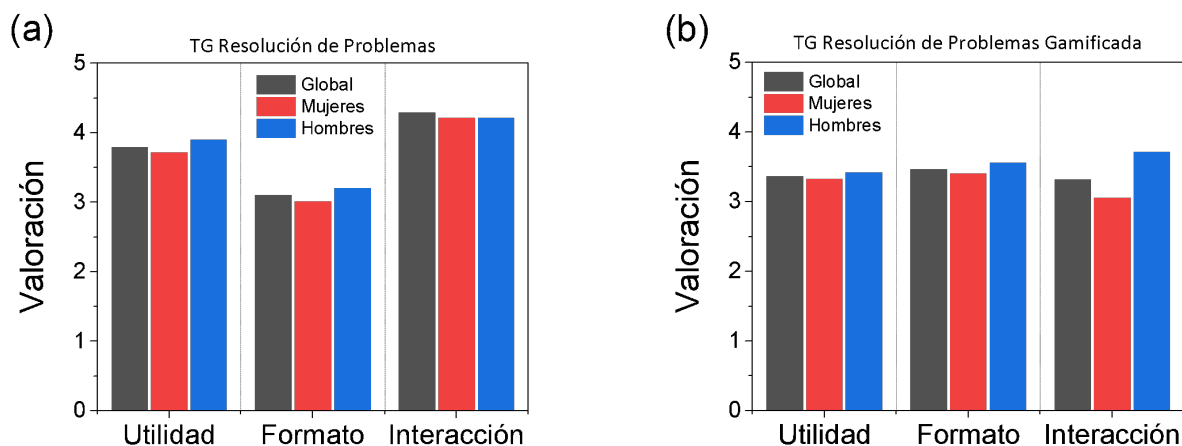 (a)
TG Resolución de Problemas
5
4
3
2
1
0
Valoración
Global
Mujeres
Hombres
Utilidad
Formato
Interacción
(b)
TG Resolución de Problemas Gamificada
5
4
3
2
1
0
Valoración
Global
Mujeres
Hombres
Utilidad
Formato
Interacción